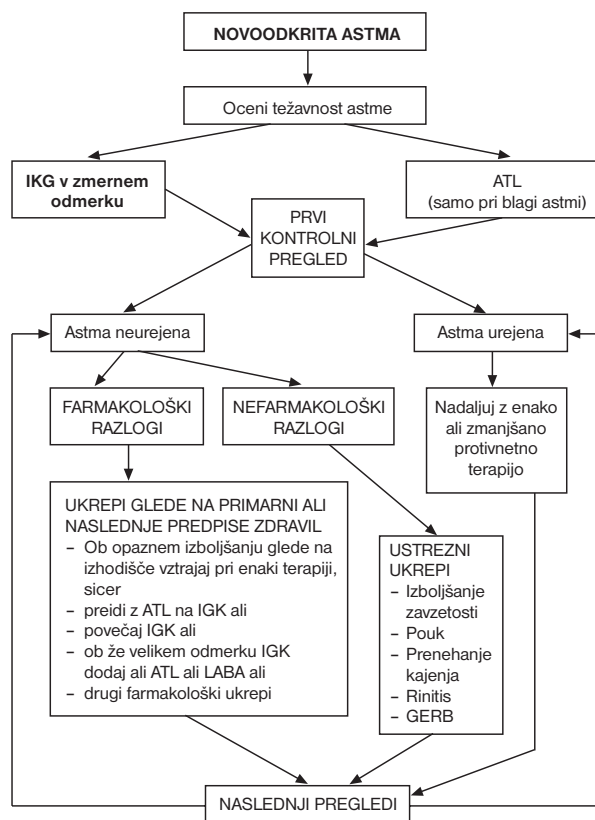 NOVOODKRITA ASTMA
Oceni težavnost astme
IKG v zmernem
odmerku
ATL
(samo pri blagi astmi)
PRVI
KONTROLNI
PREGLED
Astma neurejena
Astma urejena
FARMAKOLOŠKI
RAZLOGI
NEFARMAKOLOŠKI
RAZLOGI
Nadaljuj z enako
ali zmanjšano
protivnetno
terapijo
UKREPI GLEDE NA PRIMARNI ALI
NASLEDNJE PREDPISE ZDRAVIL
– Ob opaznem izboljšanju glede na
izhodišče vztrajaj pri enaki terapiji,
sicer
– preidi z ATL na IGK ali
– povečaj IGK ali
– ob že velikem odmerku IGK
dodaj ali ATL ali LABA ali
– drugi farmakološki ukrepi
USTREZNI
UKREPI
– Izboljšanje
zavzetosti
– Pouk
– Prenehanje
kajenja
– Rinitis
– GERB
NASLEDNJI PREGLEDI